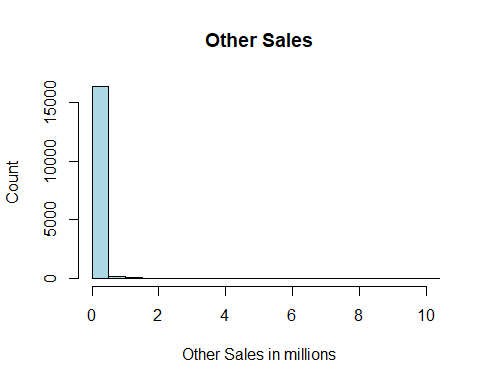 Other Sales
Count
15000
10000
5000
0
0 2 4 6 8 10
Other Sales in millions